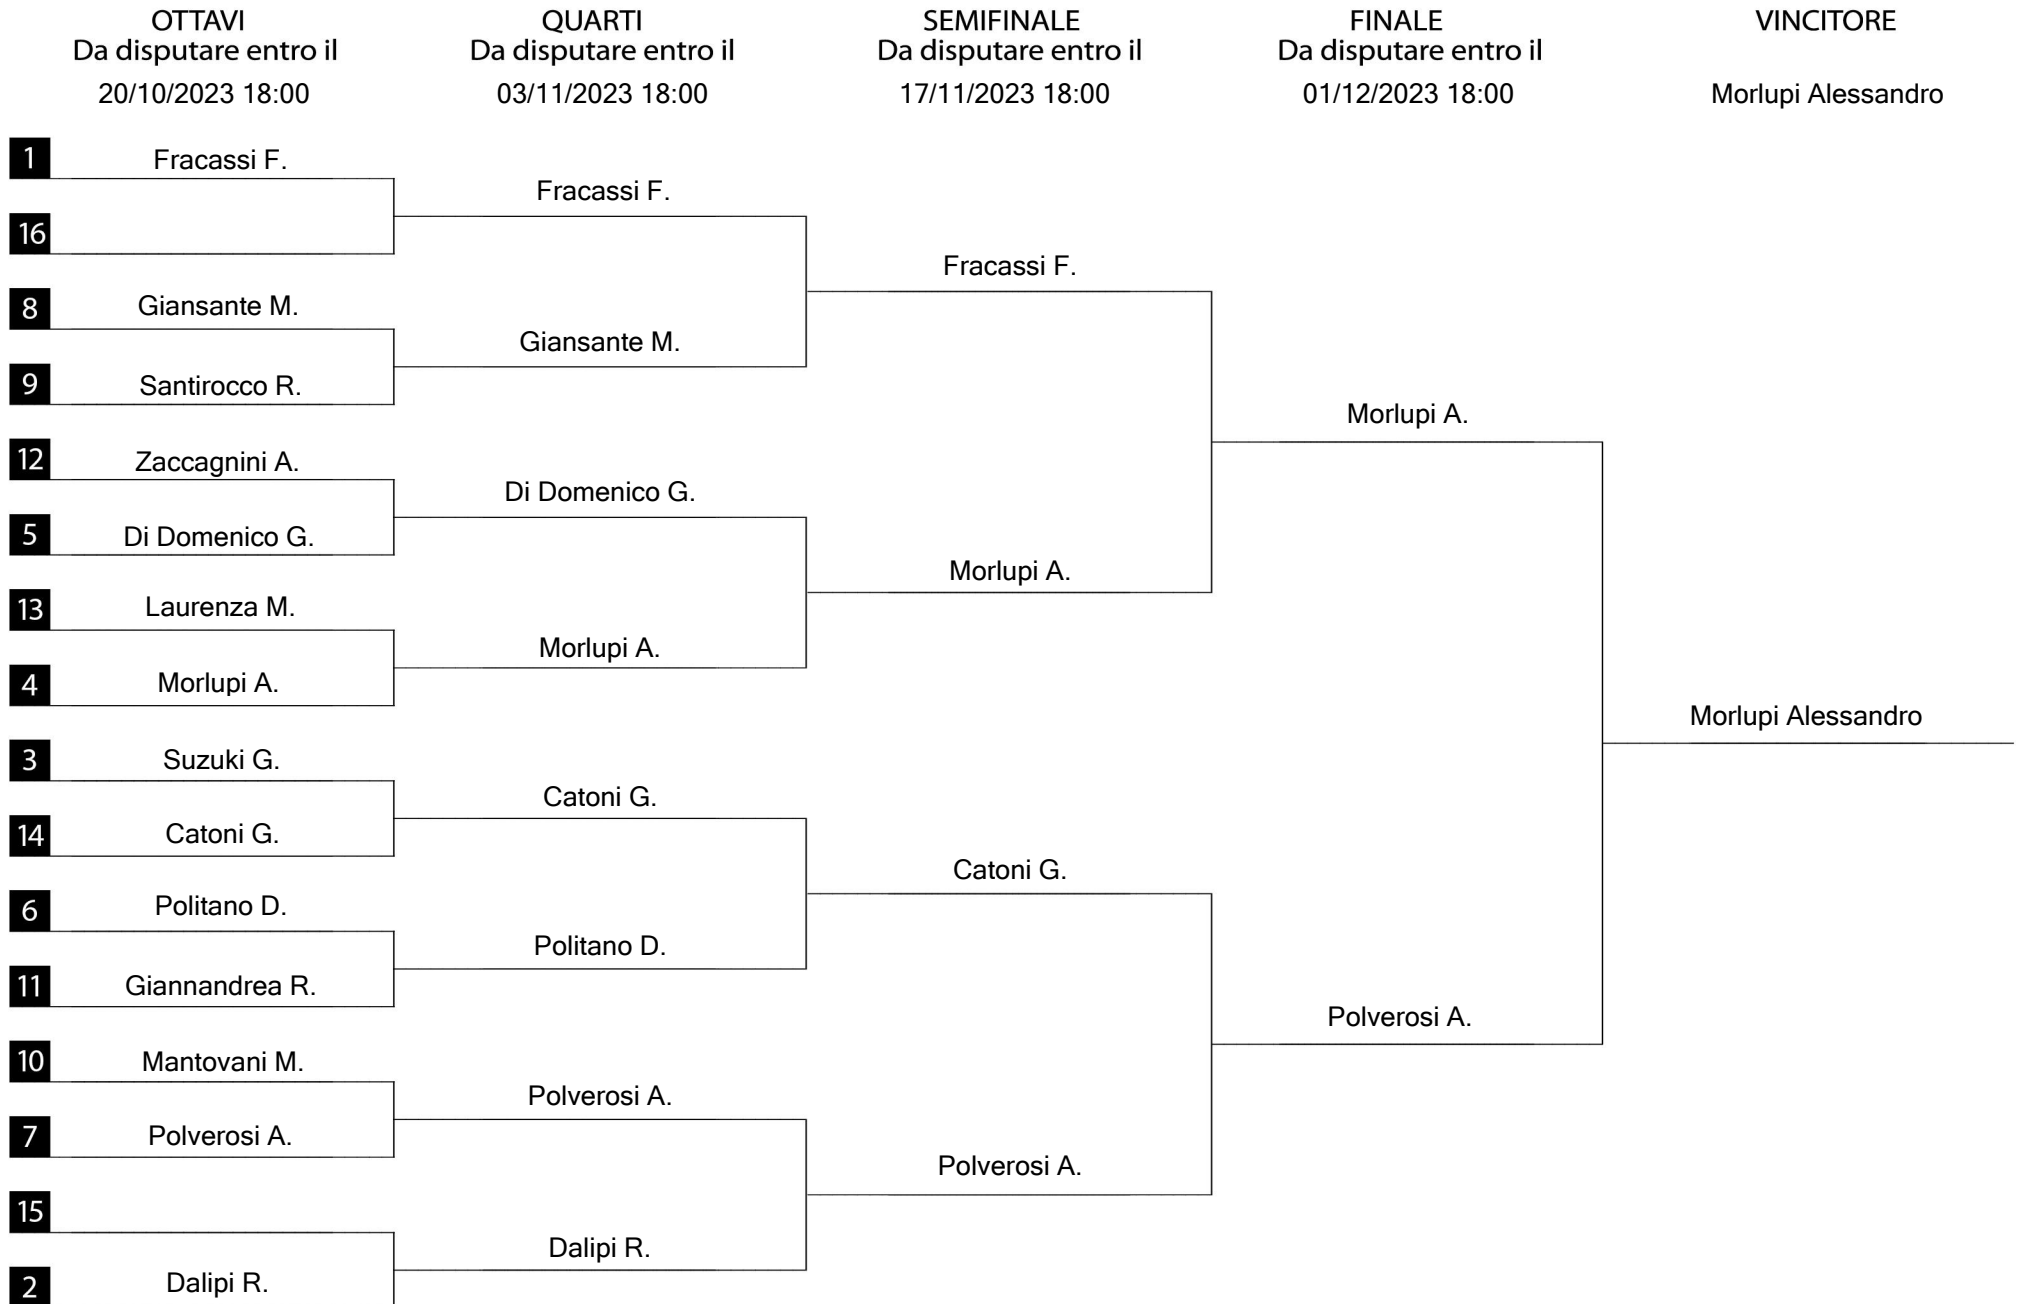 OTTAVI
Da disputare entro il
20/10/2023 18:00
QUARTI
Da disputare entro il
03/11/2023 18:00
SEMIFINALE
Da disputare entro il
17/11/2023 18:00
FINALE
Da disputare entro il
01/12/2023 18:00
VINCITORE
Morlupi Alessandro
1 Fracassi F.
16
8 Giansante M.
9 Santirocco R.
12 Zaccagnini A.
5 Di Domenico G.
13 Laurenza M.
4 Morlupi A.
3 Suzuki G.
14 Catoni G.
6 Politano D.
11 Giannandrea R.
10 Mantovani M.
7 Polverosi A.
15
2 Dalipi R.
Fracassi F.
Giansante M.
Di Domenico G.
Morlupi A.
Catoni G.
Politano D.
Polverosi A.
Dalipi R.
Fracassi F.
Morlupi A.
Catoni G.
Polverosi A.
Morlupi A.
Polverosi A.
Morlupi Alessandro